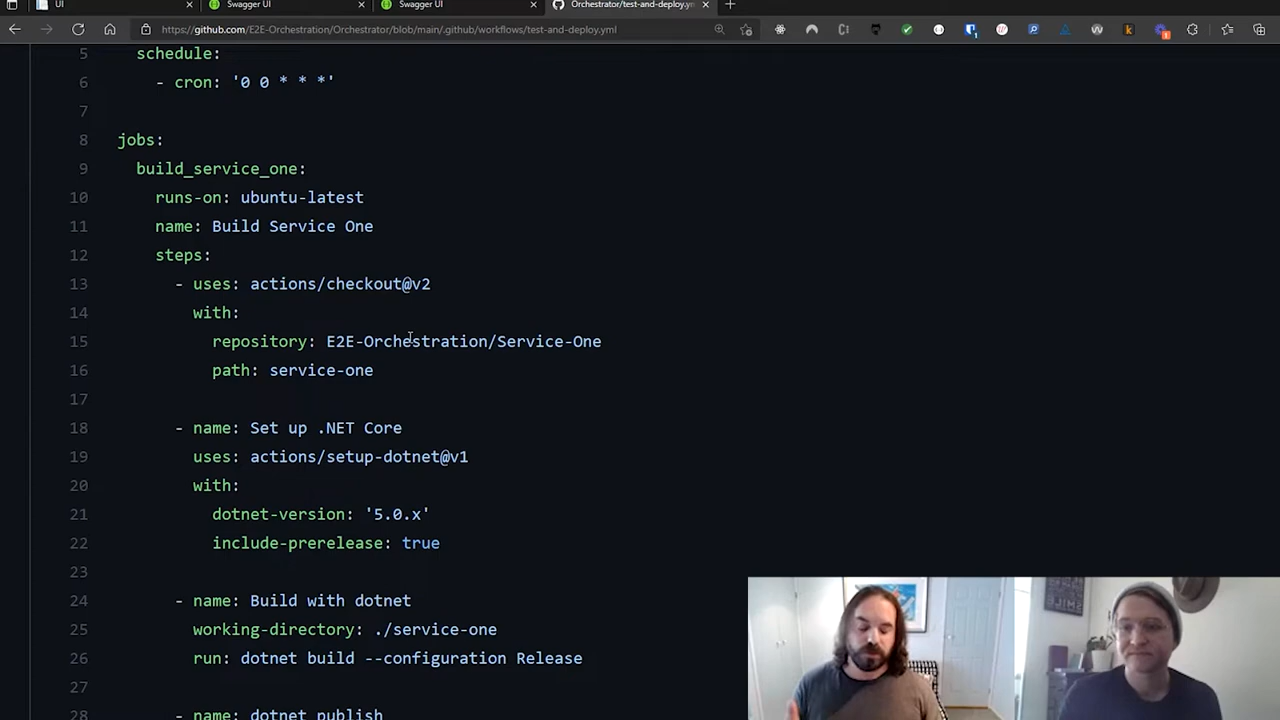 UI
Swagger UI
Swagger UI
Orchestrator/test-and-deploy.yn
https://github.com/E2E-Orchestration/Orchestrator/blob/main/.github/workflows/test-and-deploy.yml
5 schedule:
6 - cron: '0 0 * * *'
7
8 jobs:
9 build_service_one:
10 runs-on: ubuntu-latest
11 name: Build Service One
12 steps:
13 - uses: actions/checkout@v2
14 with:
15 repository: E2E-Orchestration/Service-One
16 path: service-one
17
18 - name: Set up .NET Core
19 uses: actions/setup-dotnet@v1
20 with:
21 dotnet-version: '5.0.x'
22 include-prerelease: true
23
24 - name: Build with dotnet
25 working-directory: ./service-one
26 run: dotnet build --configuration Release
27
28 - name: dotnet publish